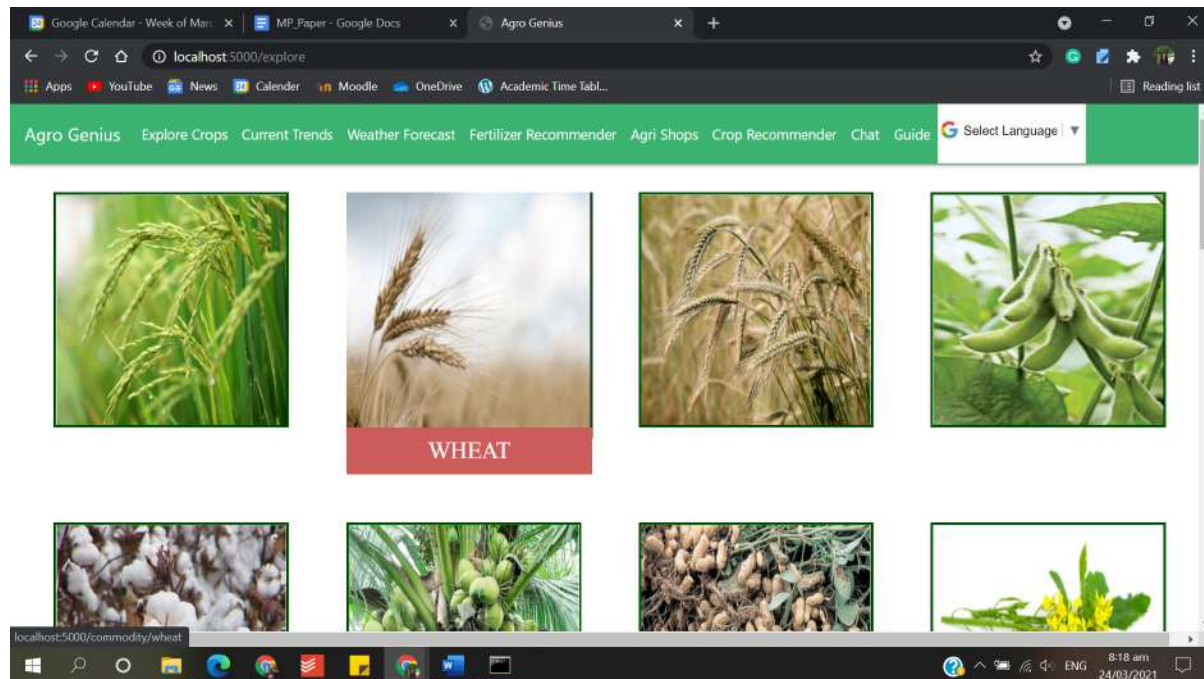 Google Calendar - Week of Mar
MP_Paper - Google Docs
Agro Genius
localhost:5000/explore
Apps YouTube News Calender Moodle OneDrive Academic Time Tabl...
Reading list
Agro Genius Explore Crops Current Trends Weather Forecast Fertilizer Recommender Agri Shops Crop Recommender Chat Guide Select Language ▼
WHEAT
localhost:5000/commodity/wheat
ENG
8:18 am
24/03/2021